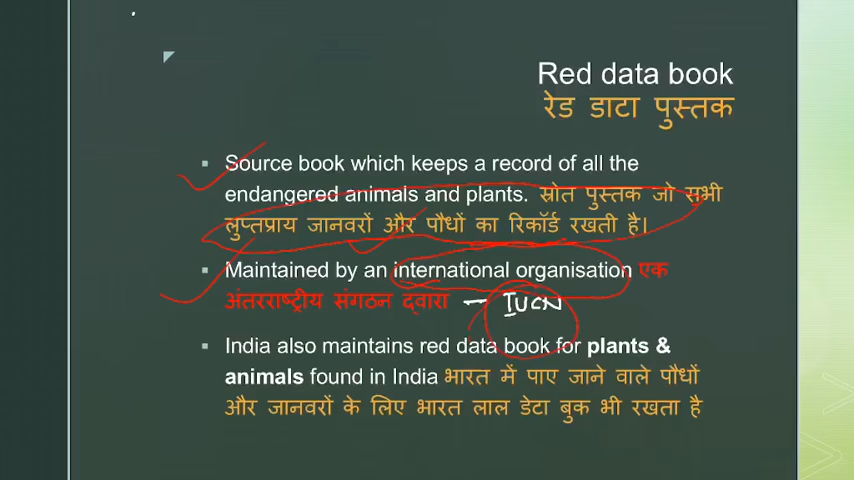 Red data book
रेड डाटा पुस्तक
Source book which keeps a record of all the
endangered animals and plants. स्रोत पुस्तक जो सभी
लुप्तप्राय जानवरों और पौधों का रिकॉर्ड रखती है।
Maintained by an international organisation एक
अंतरराष्ट्रीय संगठन द्वारा — IUCN
India also maintains red data book for plants &
animals found in India भारत में पाए जाने वाले पौधों
और जानवरों के लिए भारत लाल डेटा बुक भी रखता है